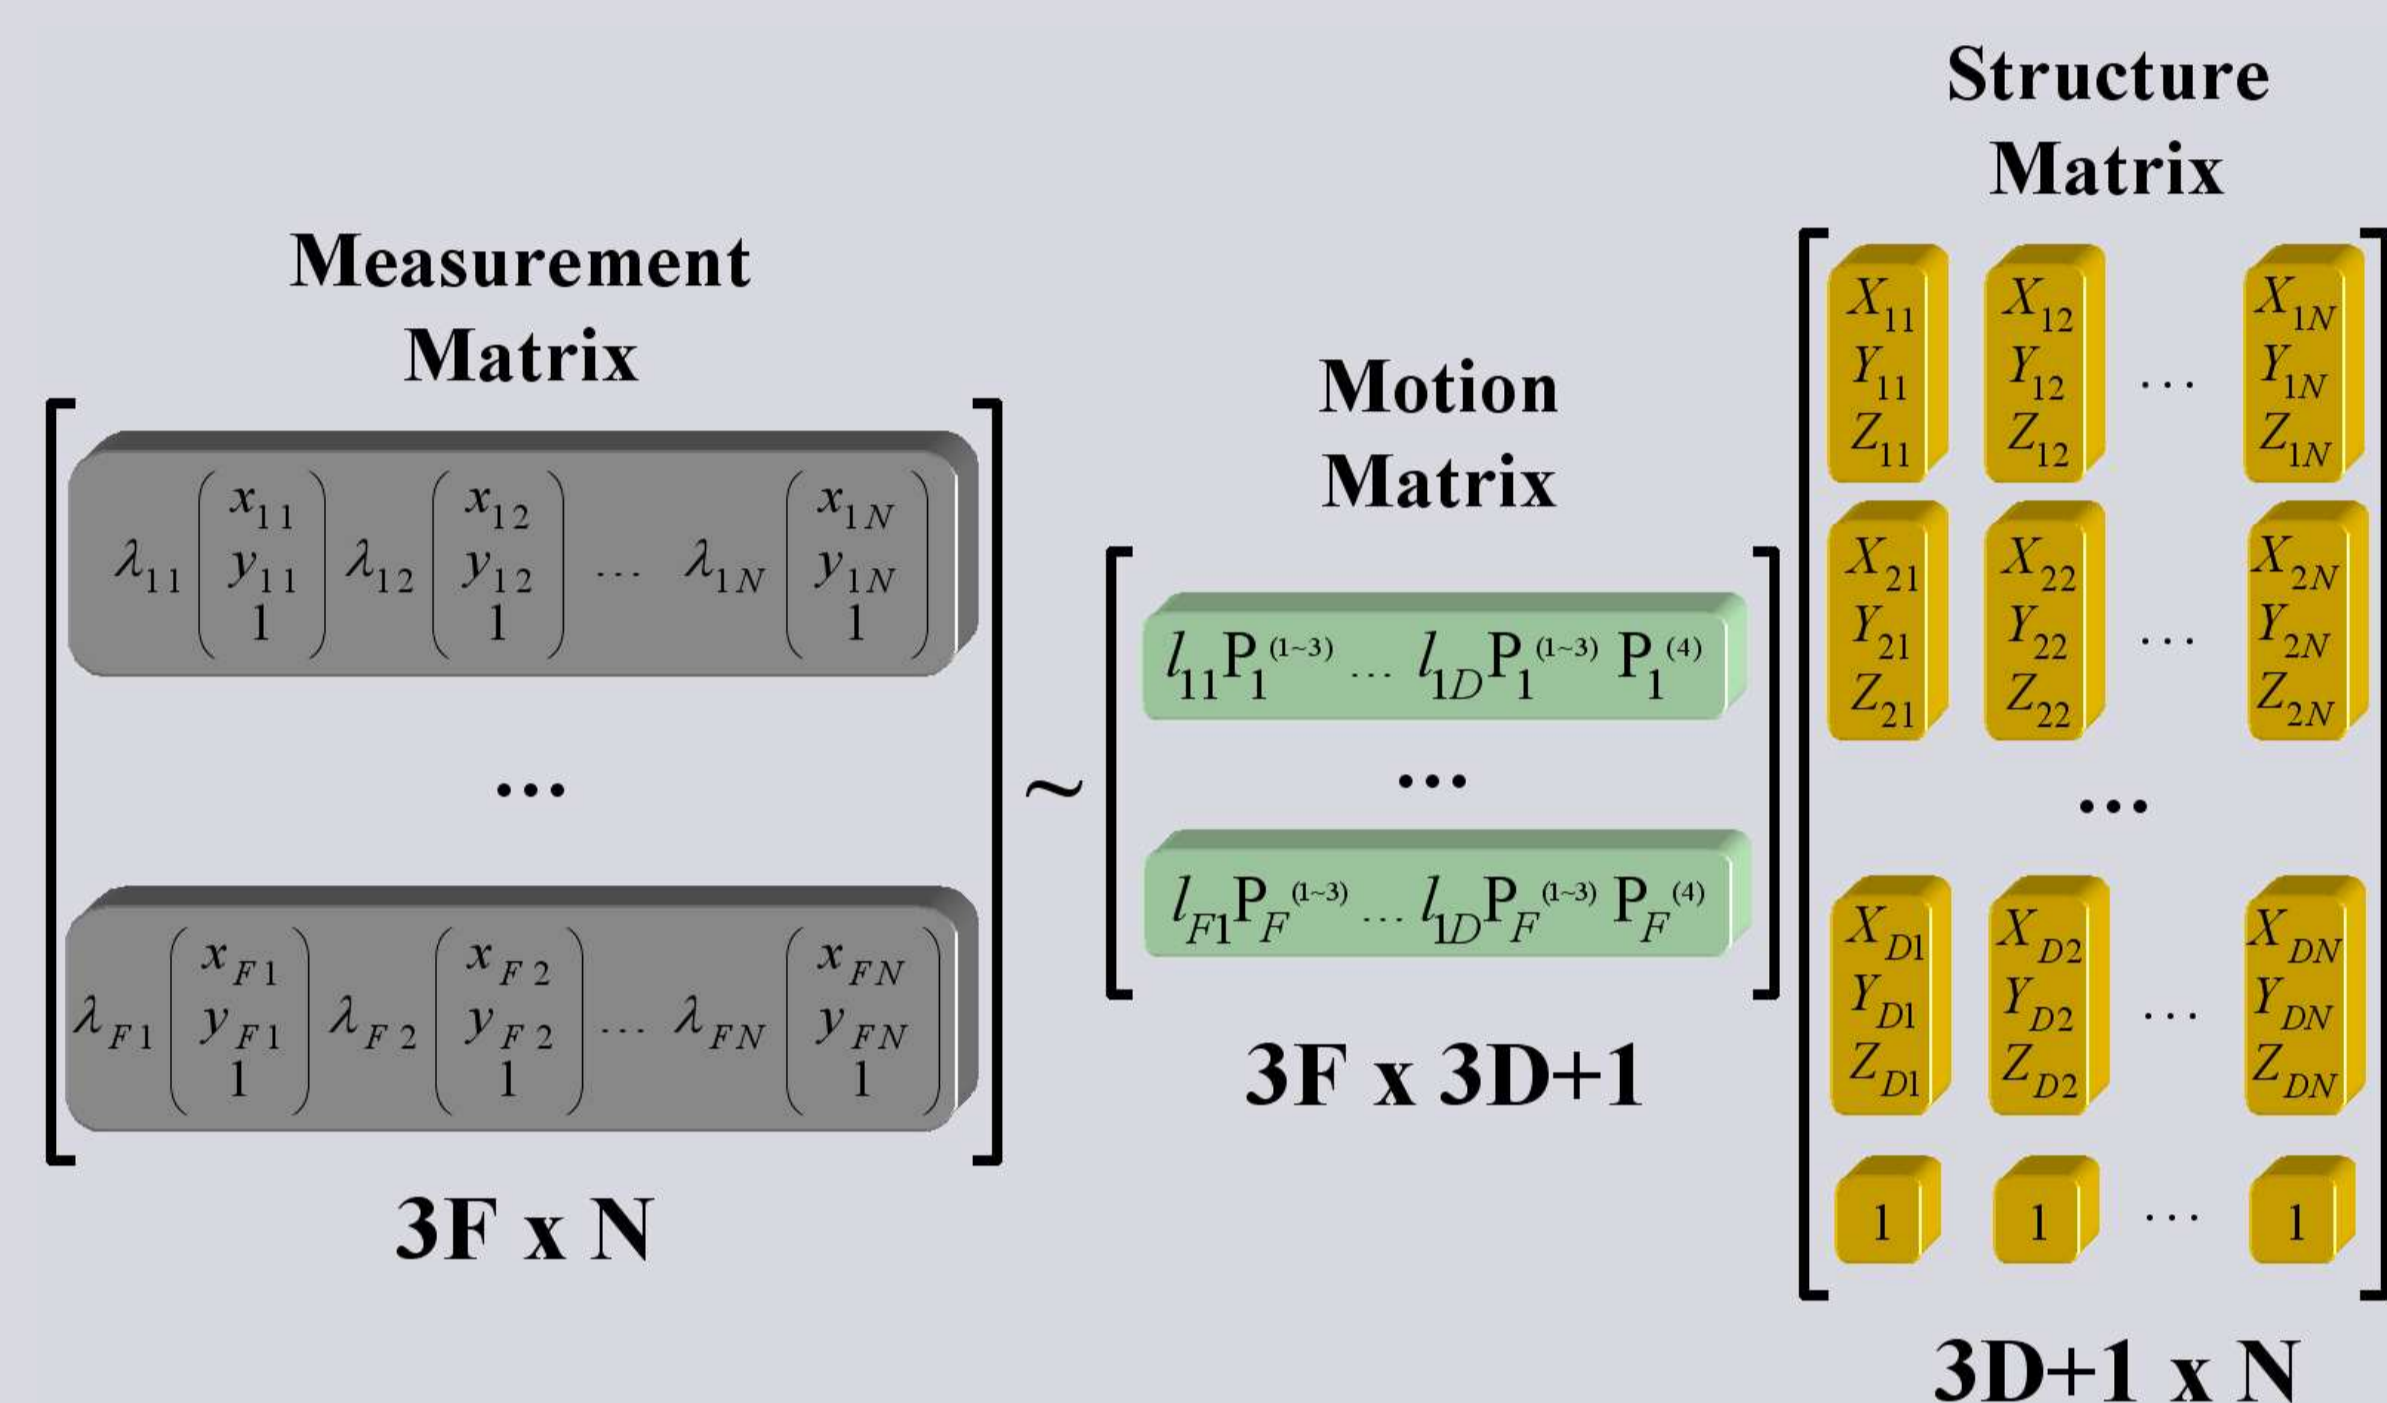 Measurement
Matrix
λ11 (x11 y11 1) λ12 (x12 y12 1) ... λ1N (x1N y1N 1)
...
λF1 (xF1 yF1 1) λF2 (xF2 yF2 1) ... λFN (xFN yFN 1)
3F x N
~
Motion
Matrix
l11P1(1~3) ... l1DP1(1~3) P1(4)
...
lF1PF(1~3) ... l1DPF(1~3) PF(4)
3F x 3D+1
Structure
Matrix
X11 X12 X1N
Y11 Y12 ... Y1N
Z11 Z12 Z1N
X21 X22 X2N
Y21 Y22 ... Y2N
Z21 Z22 Z2N
...
XD1 XD2 XDN
YD1 YD2 ... YDN
ZD1 ZD2 ZDN
1 1 ... 1
3D+1 x N